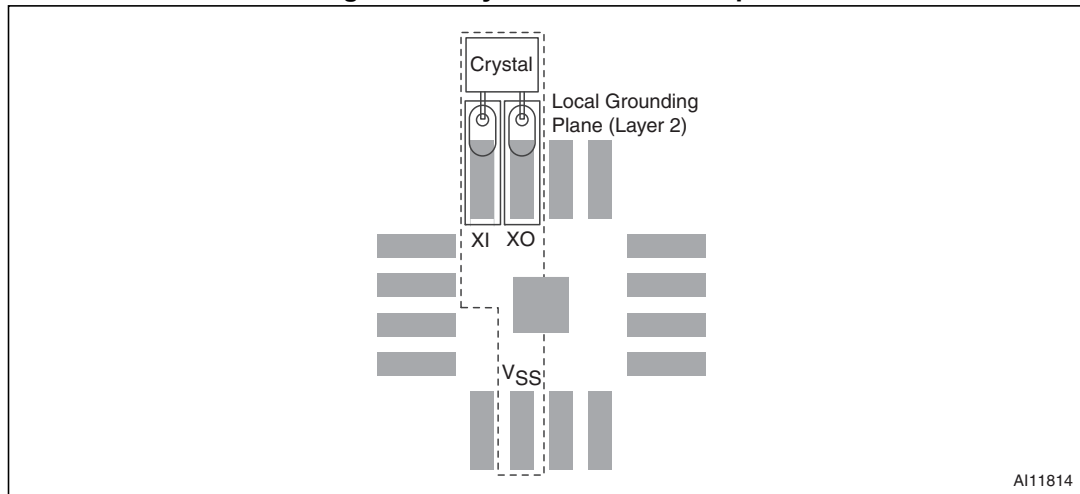 Crystal
Local Grounding
Plane (Layer 2)
XI XO
VSS
AI11814